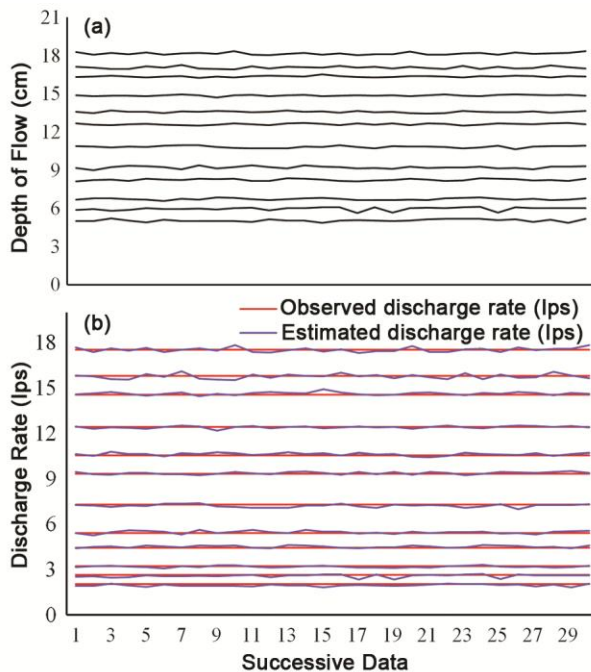 (a)
21
18
15
12
9
6
3
0
Depth of Flow (cm)
(b)
Observed discharge rate (lps)
Estimated discharge rate (lps)
18
15
12
9
6
3
0
Discharge Rate (lps)
1 3 5 7 9 11 13 15 17 19 21 23 25 27 29
Successive Data